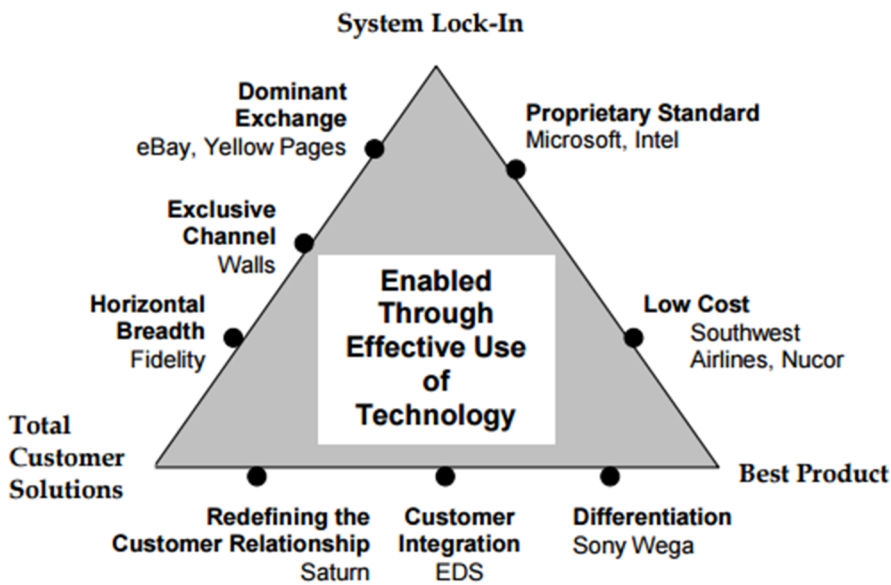 System Lock-In
Dominant
Exchange
eBay, Yellow Pages
Proprietary Standard
Microsoft, Intel
Exclusive
Channel
Walls
Horizontal
Breadth
Fidelity
Enabled
Through
Effective Use
of
Technology
Low Cost
Southwest
Airlines, Nucor
Total
Customer
Solutions
Best Product
Redefining the
Customer Relationship
Saturn
Customer
Integration
EDS
Differentiation
Sony Wega